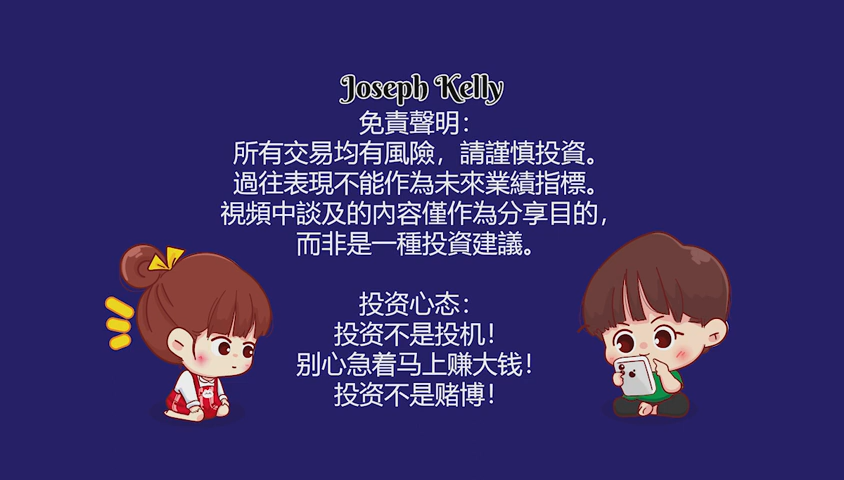 Joseph Kelly
免責聲明：
所有交易均有風險，請謹慎投資。
過往表現不能作為未來業績指標。
視頻中談及的內容僅作為分享目的，
而非是一種投資建議。
投资心态：
投资不是投机！
别心急着马上赚大钱！
投资不是赌博！